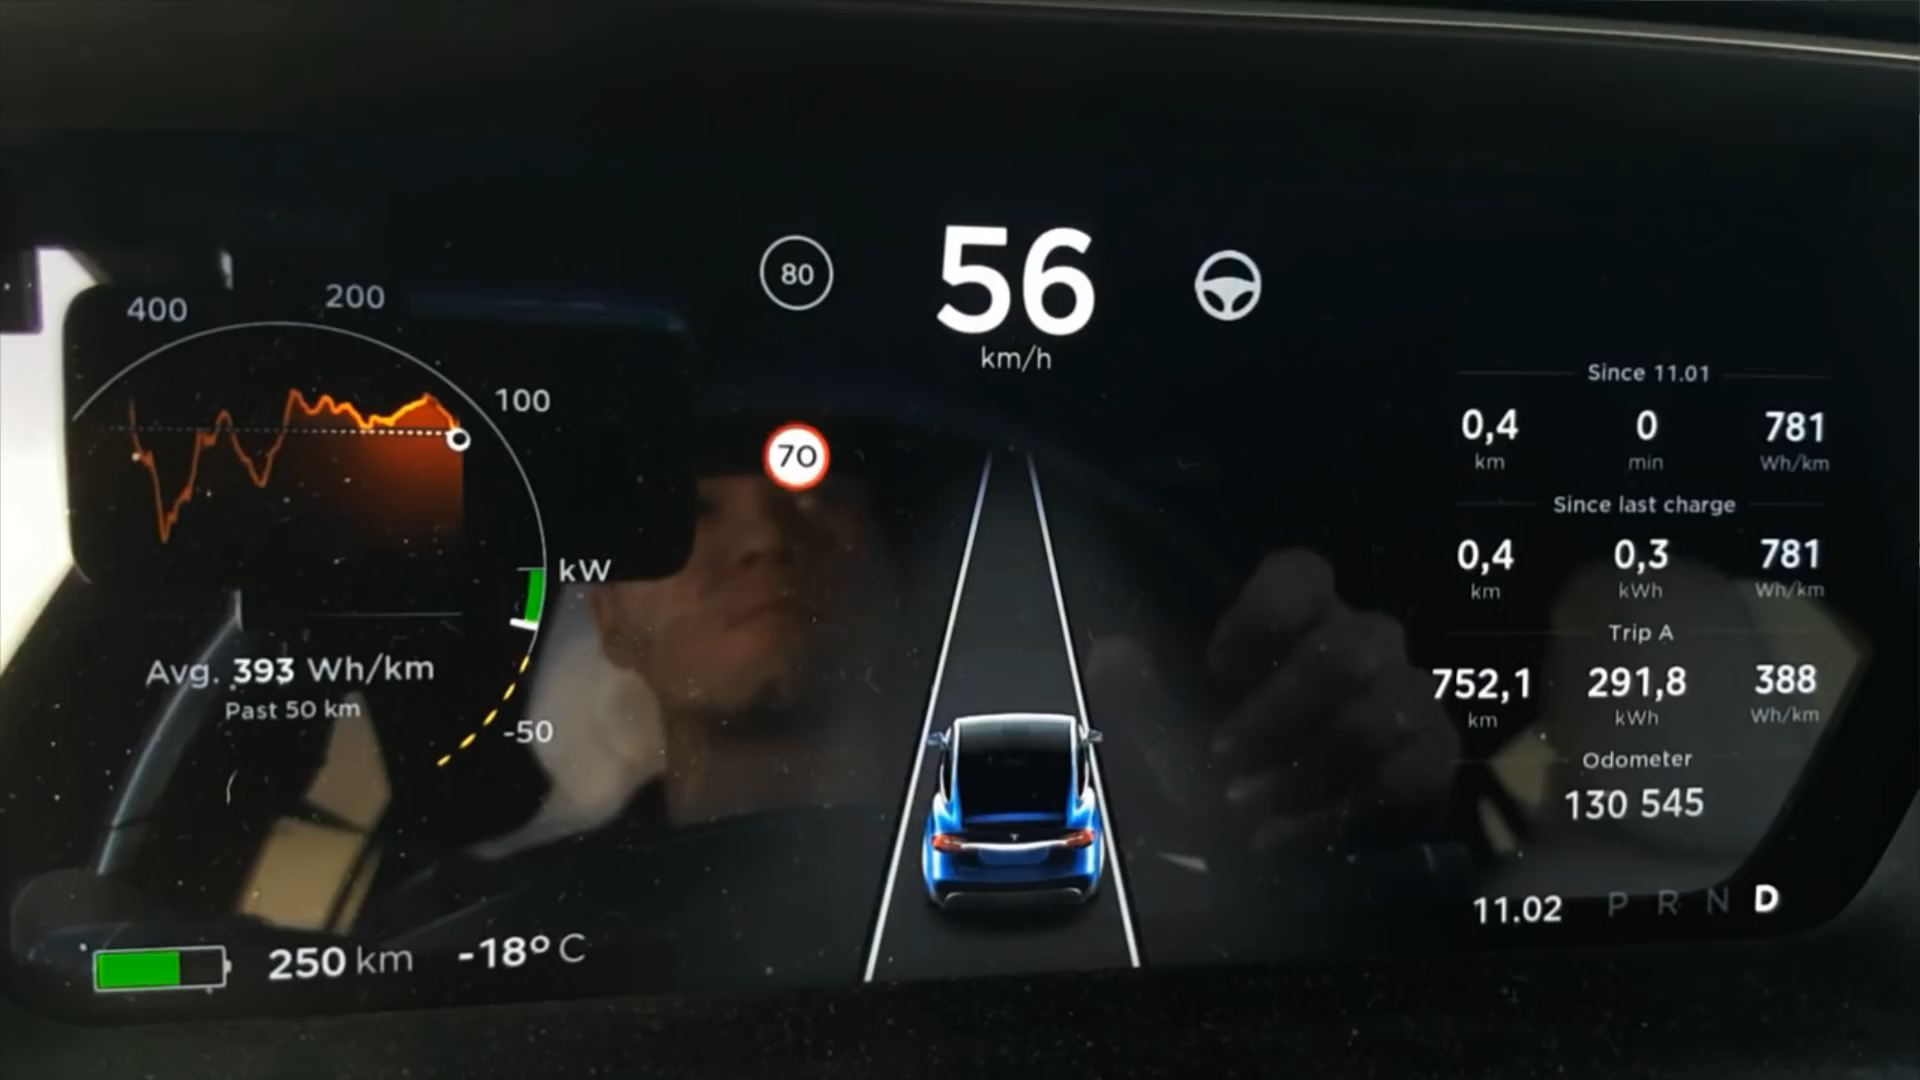 80
56
km/h
400
200
100
kW
-50
70
Avg. 393 Wh/km
Past 50 km
250 km
-18°C
Since 11.01
0,4 0 781
km min Wh/km
Since last charge
0,4 0,3 781
km kWh Wh/km
Trip A
752,1 291,8 388
km kWh Wh/km
Odometer
130 545
11.02 P R N D